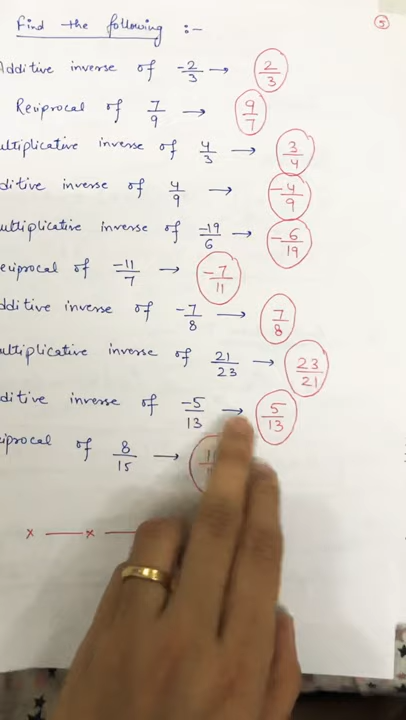 Find the following :-
5
Additive inverse of -2/3 → 2/3
Reciprocal of 7/9 → 9/7
ultiplicative inverse of 4/3 → 3/4
ditive inverse of 4/9 → -4/9
ultiplicative inverse of -19/6 → -6/19
eciprocal of -11/7 → -7/11
dditive inverse of -7/8 → 7/8
ultiplicative inverse of 21/23 → 23/21
ditive inverse of -5/13 → 5/13
ciprocal of 8/15 →
x — x —